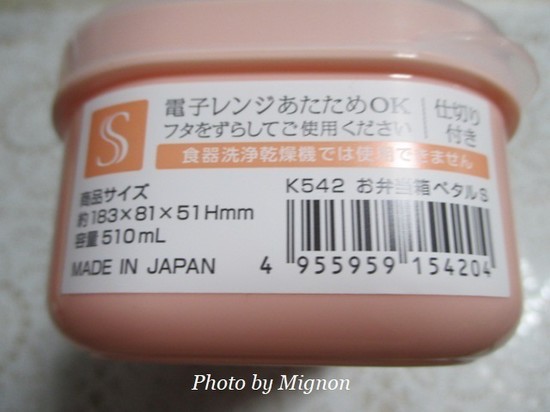 S
電子レンジあたためOK
フタをずらしてご使用ください
仕切り
付き
食器洗浄乾燥機では使用できません
商品サイズ
約183×81×51Hmm
容量510mL
MADE IN JAPAN
K542 お弁当箱ペタルS
4 955959 154204
Photo by Mignon